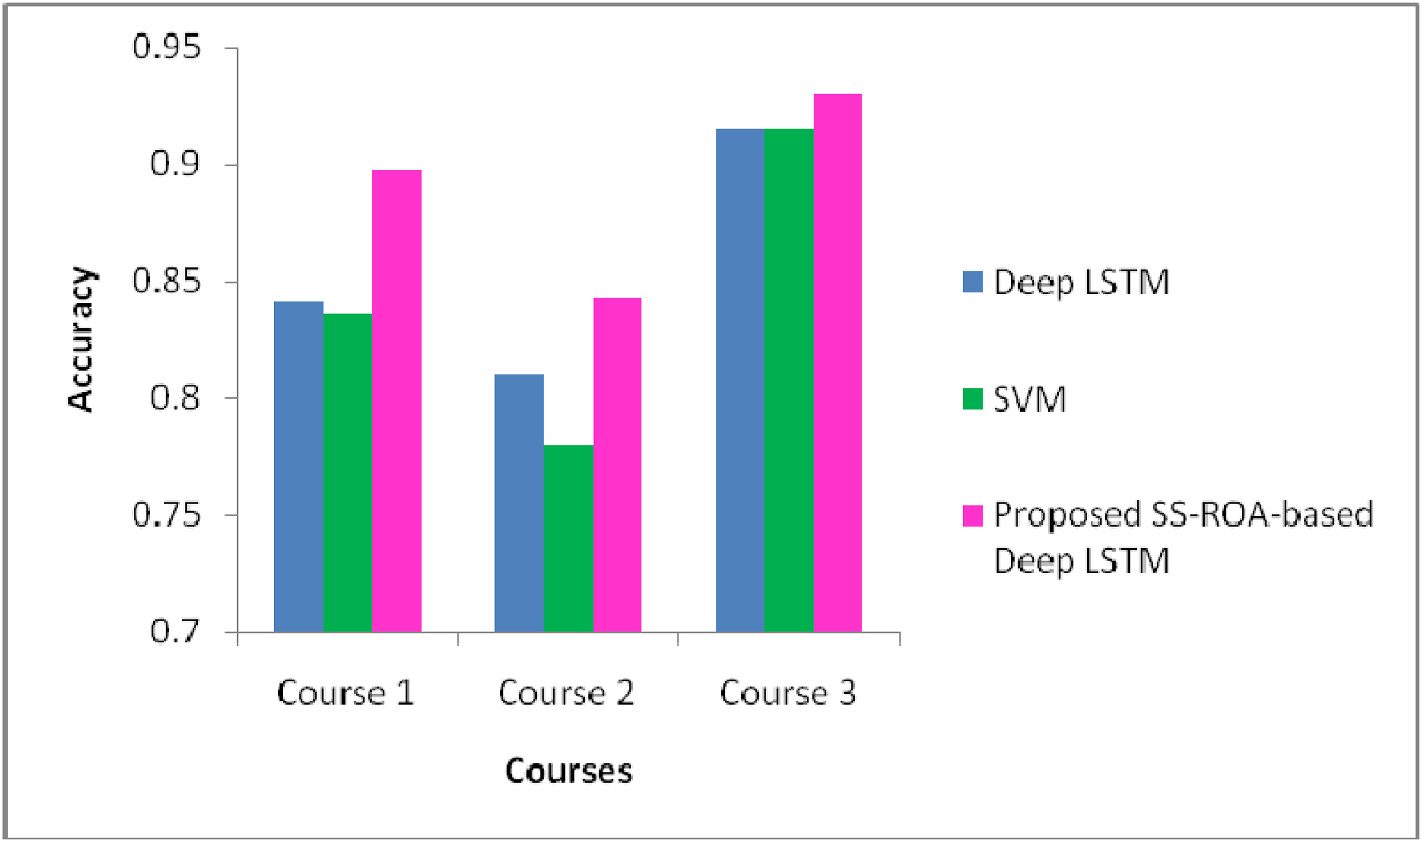 0.95
0.9
0.85
0.8
0.75
0.7
Accuracy
Course 1
Course 2
Course 3
Courses
Deep LSTM
SVM
Proposed SS-ROA-based
Deep LSTM